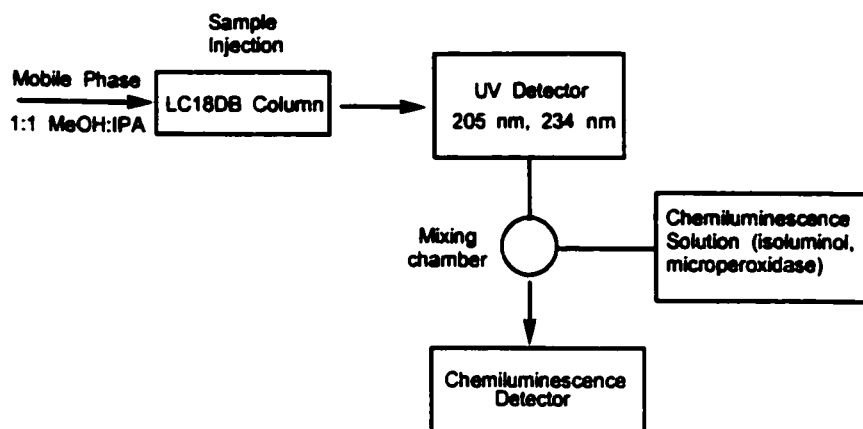 Sample
Injection
Mobile Phase
1:1 MeOH:IPA
LC18DB Column
UV Detector
205 nm, 234 nm
Mixing
chamber
Chemiluminescence
Solution (isoluminol,
microperoxidase)
Chemiluminescence
Detector